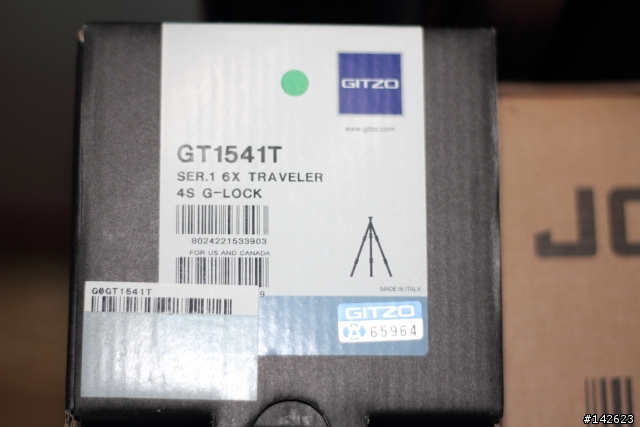 GITZO
www.gitzo.com
GT1541T
SER.1 6X TRAVELER
4S G-LOCK
8024221533903
FOR US AND CANADA
9
MADE IN ITALY
G0GT1541T
GITZO
65964
JO
#142623